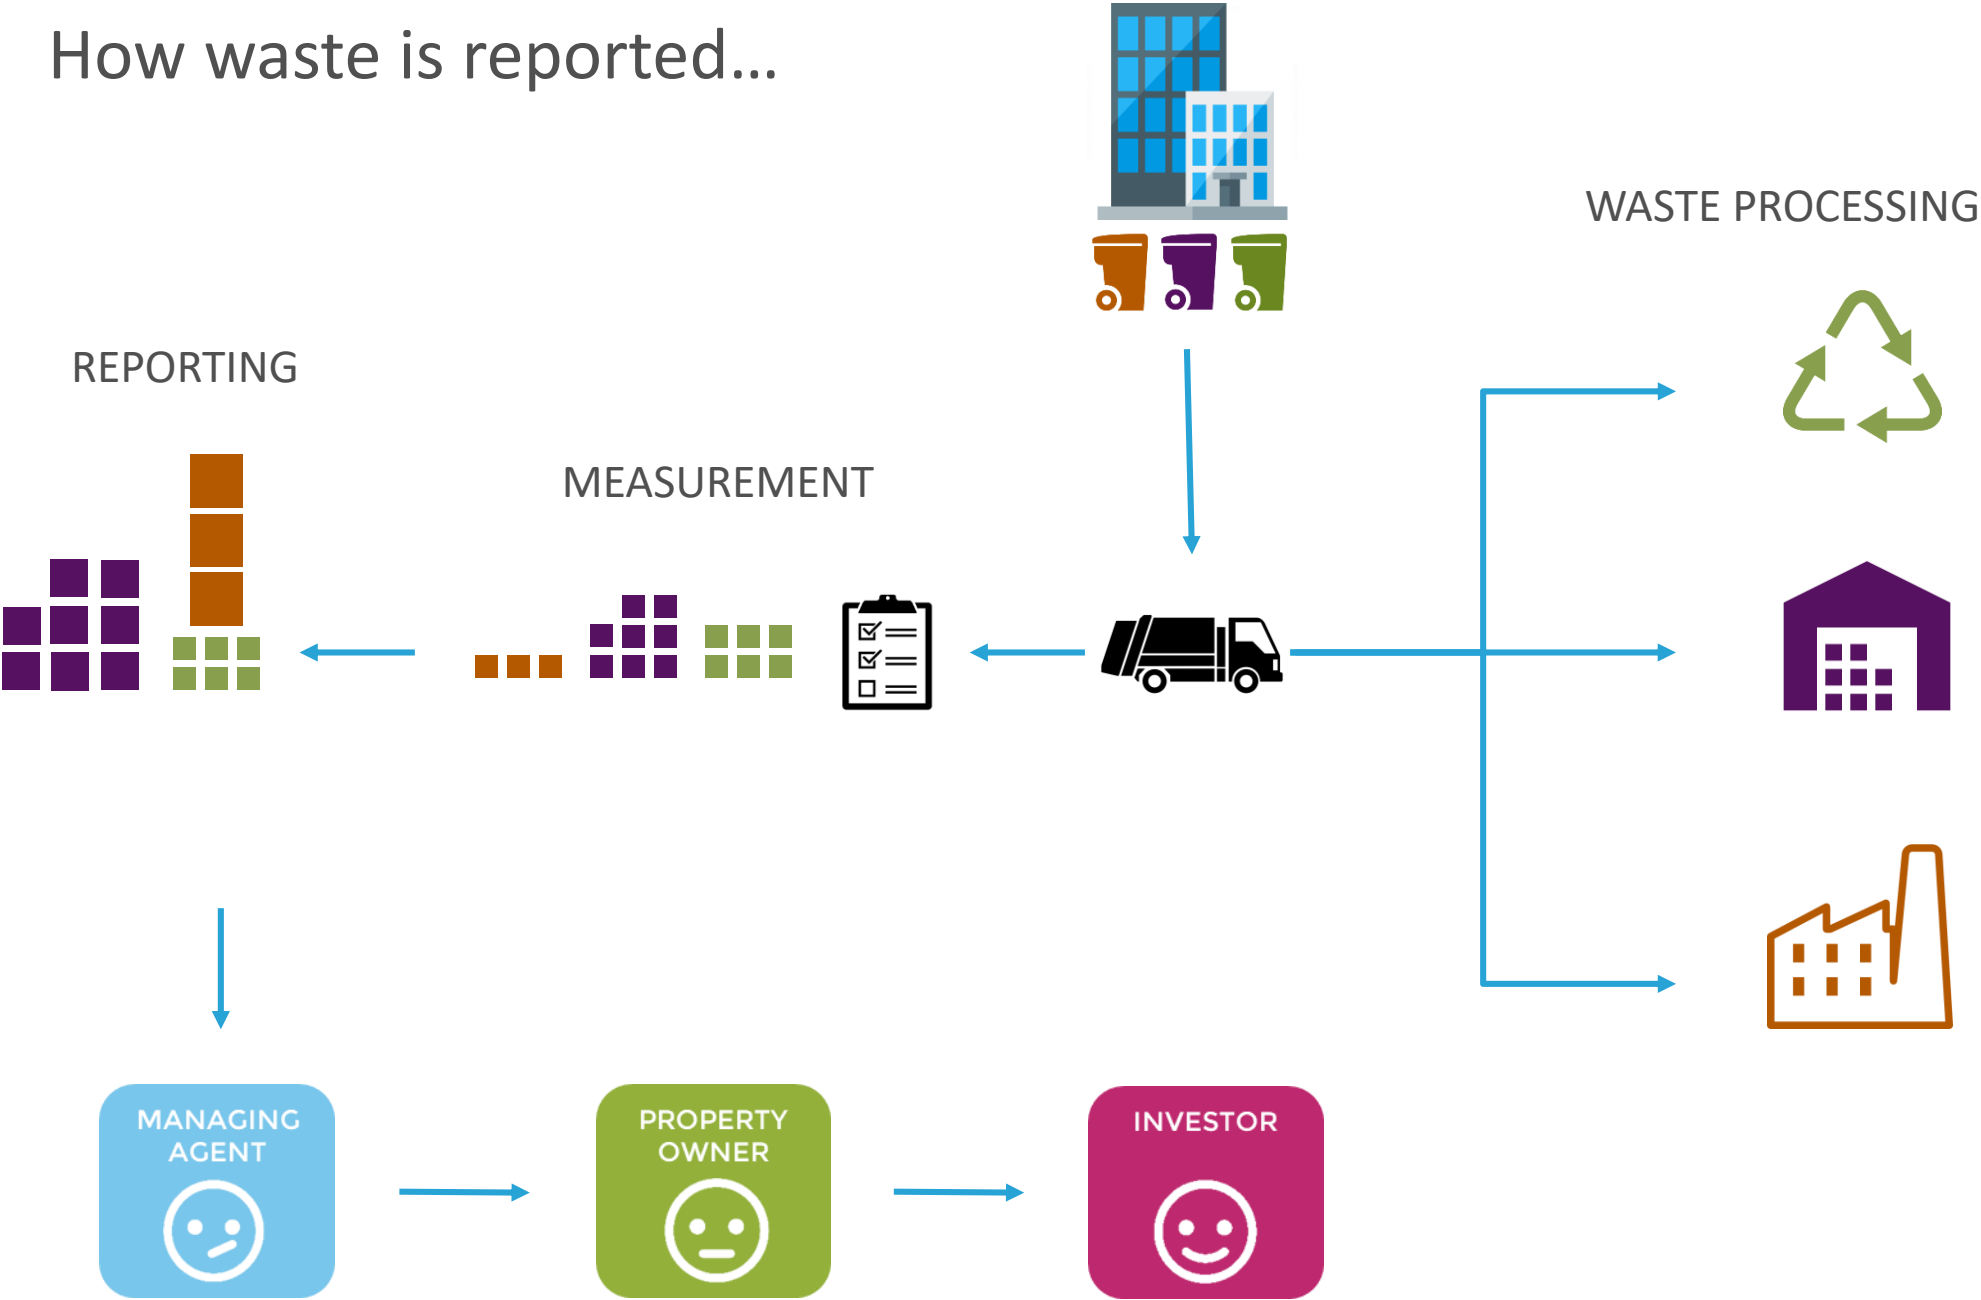 How waste is reported...
WASTE PROCESSING
REPORTING
MEASUREMENT
MANAGING
AGENT
PROPERTY
OWNER
INVESTOR